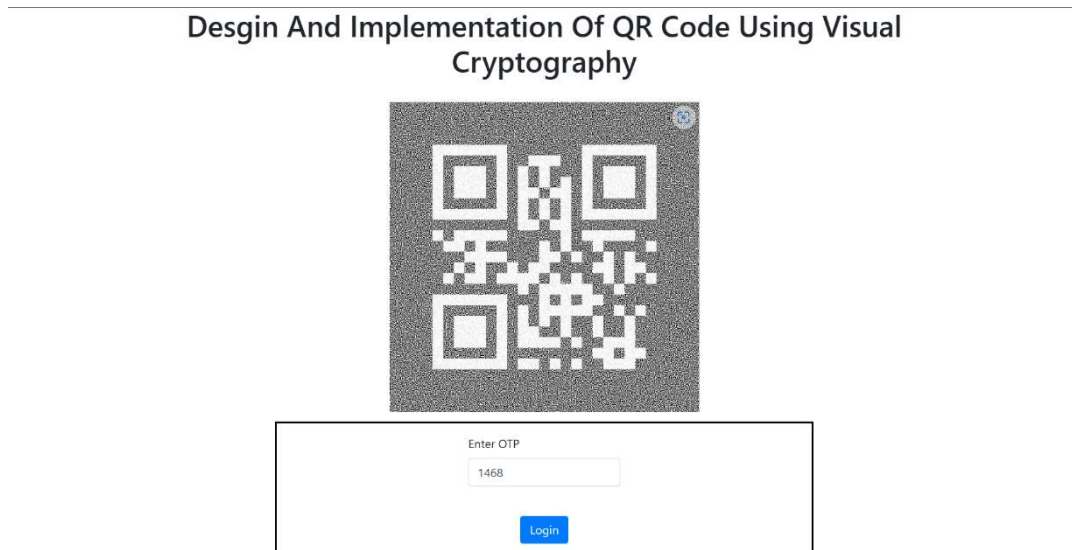 Desgin And Implementation Of QR Code Using Visual
Cryptography
Enter OTP
1468
Login